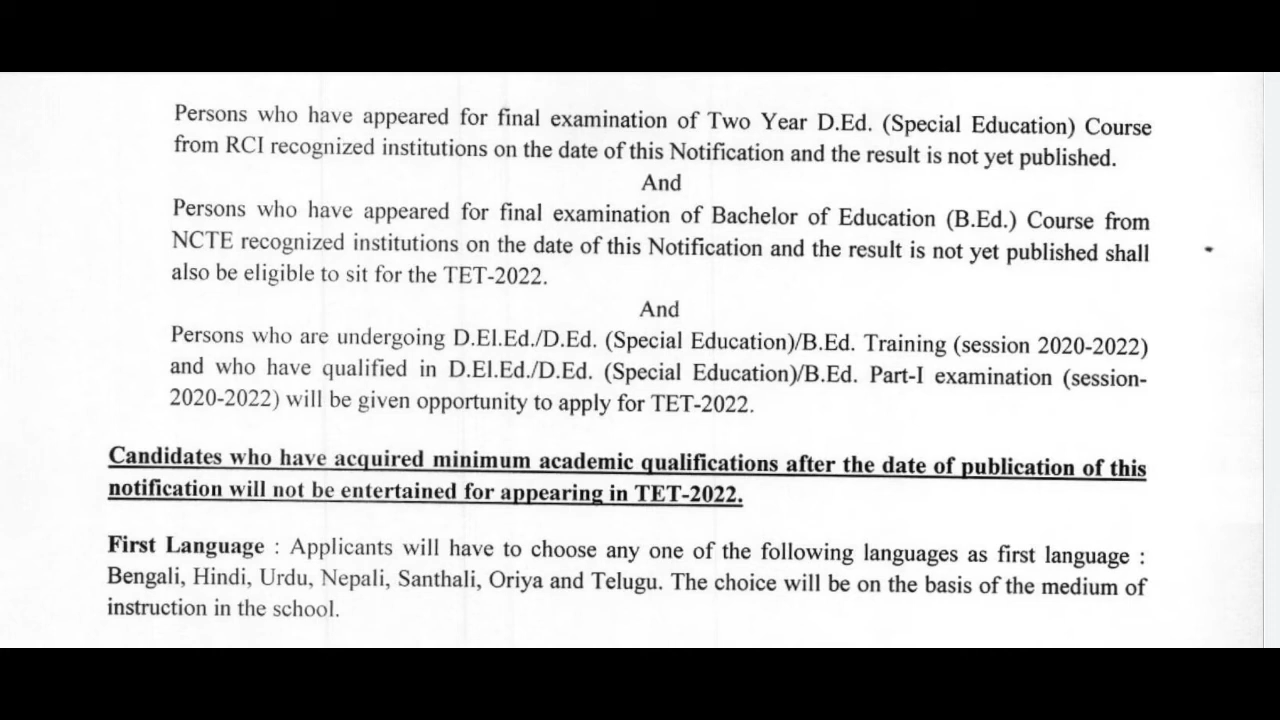 Persons who have appeared for final examination of Two Year D.Ed. (Special Education) Course
from RCI recognized institutions on the date of this Notification and the result is not yet published.
And
Persons who have appeared for final examination of Bachelor of Education (B.Ed.) Course from
NCTE recognized institutions on the date of this Notification and the result is not yet published shall
also be eligible to sit for the TET-2022.
And
Persons who are undergoing D.El.Ed./D.Ed. (Special Education)/B.Ed. Training (session 2020-2022)
and who have qualified in D.El.Ed./D.Ed. (Special Education)/B.Ed. Part-I examination (session-
2020-2022) will be given opportunity to apply for TET-2022.
Candidates who have acquired minimum academic qualifications after the date of publication of this
notification will not be entertained for appearing in TET-2022.
First Language : Applicants will have to choose any one of the following languages as first language :
Bengali, Hindi, Urdu, Nepali, Santhali, Oriya and Telugu. The choice will be on the basis of the medium of
instruction in the school.